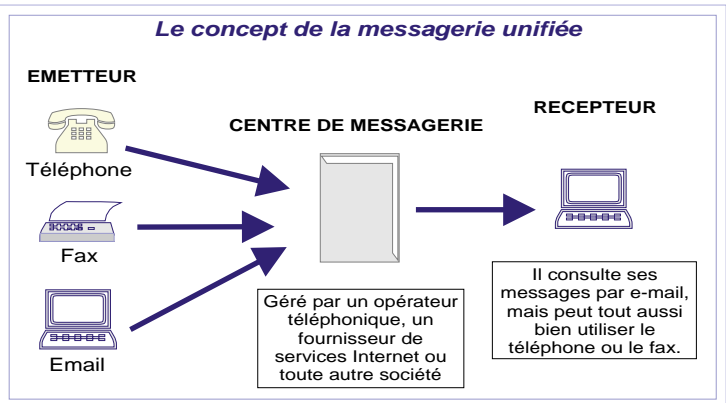 Le concept de la messagerie unifiée
EMETTEUR
Téléphone
Fax
Email
CENTRE DE MESSAGERIE
Géré par un opérateur
téléphonique, un
fournisseur de
services Internet ou
toute autre société
RECEPTEUR
Il consulte ses
messages par e-mail,
mais peut tout aussi
bien utiliser le
téléphone ou le fax.